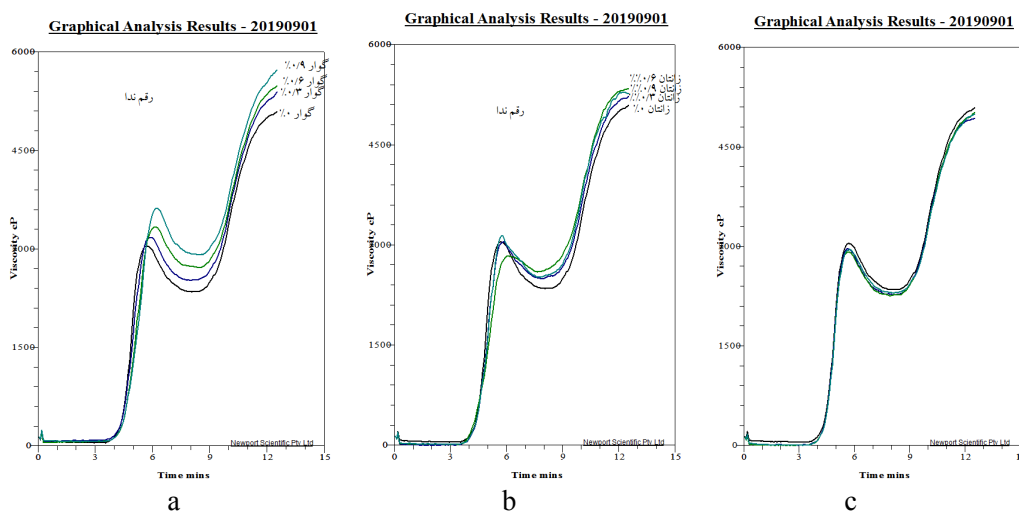 Graphical Analysis Results - 20190901
6000
4500
3000
1500
0
Viscosity cP
رقم ندا
گوار ۰/۹٪
گوار ۰/۶٪
گوار ۰/۳٪
گوار ۰٪
Newport Scientific Pty Ltd
0 3 6 9 12 15
Time mins
a
Graphical Analysis Results - 20190901
6000
4500
3000
1500
0
Viscosity cP
رقم ندا
زانتان ۰/۶٪
زانتان ۰/۹٪
زانتان ۰/۳٪
زانتان ۰٪
Newport Scientific Pty Ltd
0 3 6 9 12 15
Time mins
b
Graphical Analysis Results - 20190901
6000
4500
3000
1500
0
Viscosity cP
Newport Scientific Pty Ltd
0 3 6 9 12 15
Time mins
c